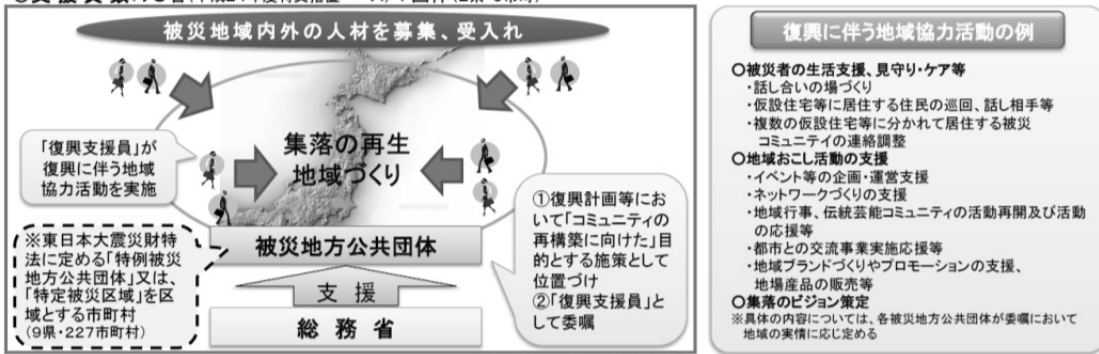 被災地域内外の人材を募集、受入れ
集落の再生
地域づくり
「復興支援員」が
復興に伴う地域
協力活動を実施
※東日本大震災財特
法に定める「特例被災
地方公共団体」又は、
「特定被災区域」を区
域とする市町村
(9県・227市町村)
被災地方公共団体
支 援
総 務 省
①復興計画等にお
いて「コミュニティの
再構築に向けた」目
的とする施策として
位置づけ
②「復興支援員」と
して委嘱
復興に伴う地域協力活動の例
○被災者の生活支援、見守り・ケア等
・話し合いの場づくり
・仮設住宅等に居住する住民の巡回、話し相手等
・複数の仮設住宅等に分かれて居住する被災
コミュニテイの連絡調整
○地域おこし活動の支援
・イベント等の企画・運営支援
・ネットワークづくりの支援
・地域行事、伝統芸能コミュニティの活動再開及び活動
の応援等
・都市との交流事業実施応援等
・地域ブランドづくりやプロモーションの支援、
地場産品の販売等
○集落のビジョン策定
※具体の内容については、各被災地方公共団体が委嘱において
地域の実情に応じ定める